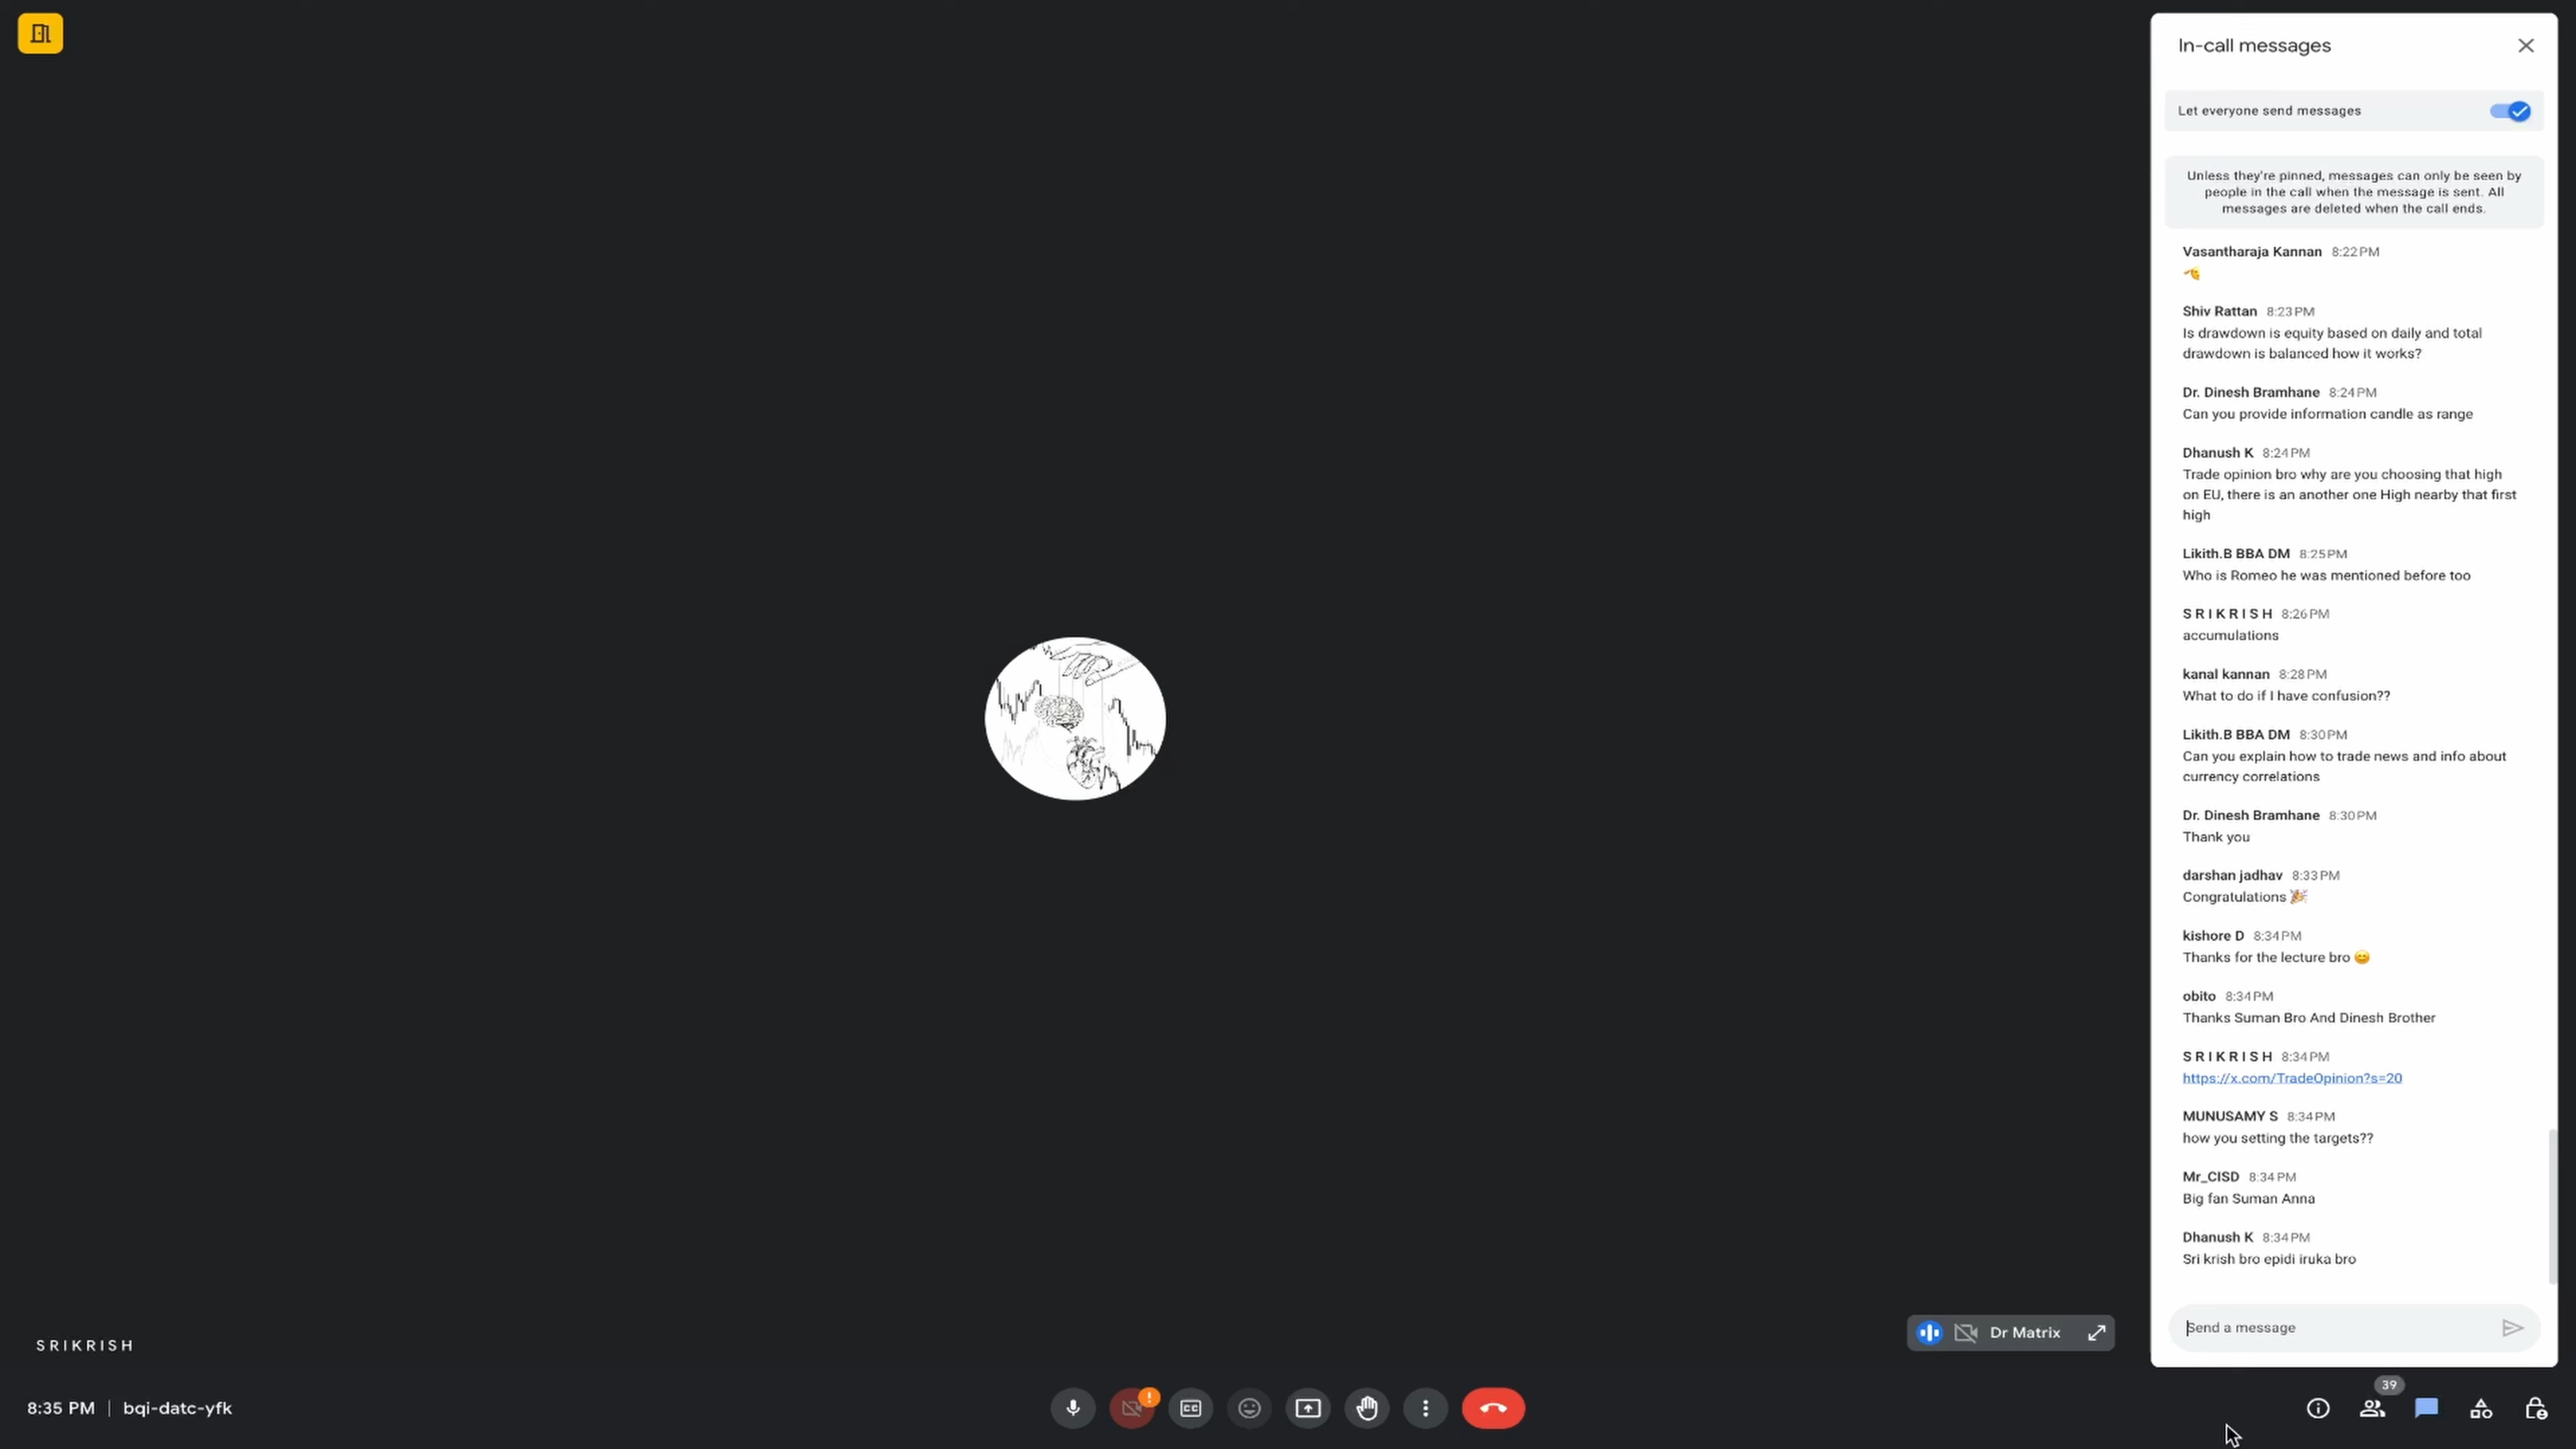 In-call messages
Let everyone send messages
Unless they're pinned, messages can only be seen by
people in the call when the message is sent. All
messages are deleted when the call ends.
Vasantharaja Kannan 8:22 PM
🫡
Shiv Rattan 8:23 PM
Is drawdown is equity based on daily and total
drawdown is balanced how it works?
Dr. Dinesh Bramhane 8:24 PM
Can you provide information candle as range
Dhanush K 8:24 PM
Trade opinion bro why are you choosing that high
on EU, there is an another one High nearby that first
high
Likith.B BBA DM 8:25 PM
Who is Romeo he was mentioned before too
S R I K R I S H 8:26 PM
accumulations
kanal kannan 8:28 PM
What to do if I have confusion??
Likith.B BBA DM 8:30 PM
Can you explain how to trade news and info about
currency correlations
Dr. Dinesh Bramhane 8:30 PM
Thank you
darshan jadhav 8:33 PM
Congratulations 🎉
kishore D 8:34 PM
Thanks for the lecture bro 😊
obito 8:34 PM
Thanks Suman Bro And Dinesh Brother
S R I K R I S H 8:34 PM
https://x.com/TradeOpinion?s=20
MUNUSAMY S 8:34 PM
how you setting the targets??
Mr_CISD 8:34 PM
Big fan Suman Anna
Dhanush K 8:34 PM
Sri krish bro epidi iruka bro
Send a message
Dr Matrix
S R I K R I S H
8:35 PM | bqi-datc-yfk
CC
39